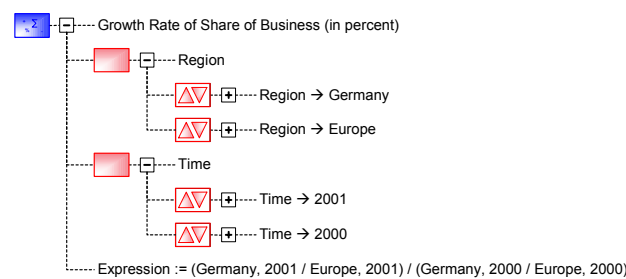 Growth Rate of Share of Business (in percent)
Region
Region → Germany
Region → Europe
Time
Time → 2001
Time → 2000
Expression := (Germany, 2001 / Europe, 2001) / (Germany, 2000 / Europe, 2000)